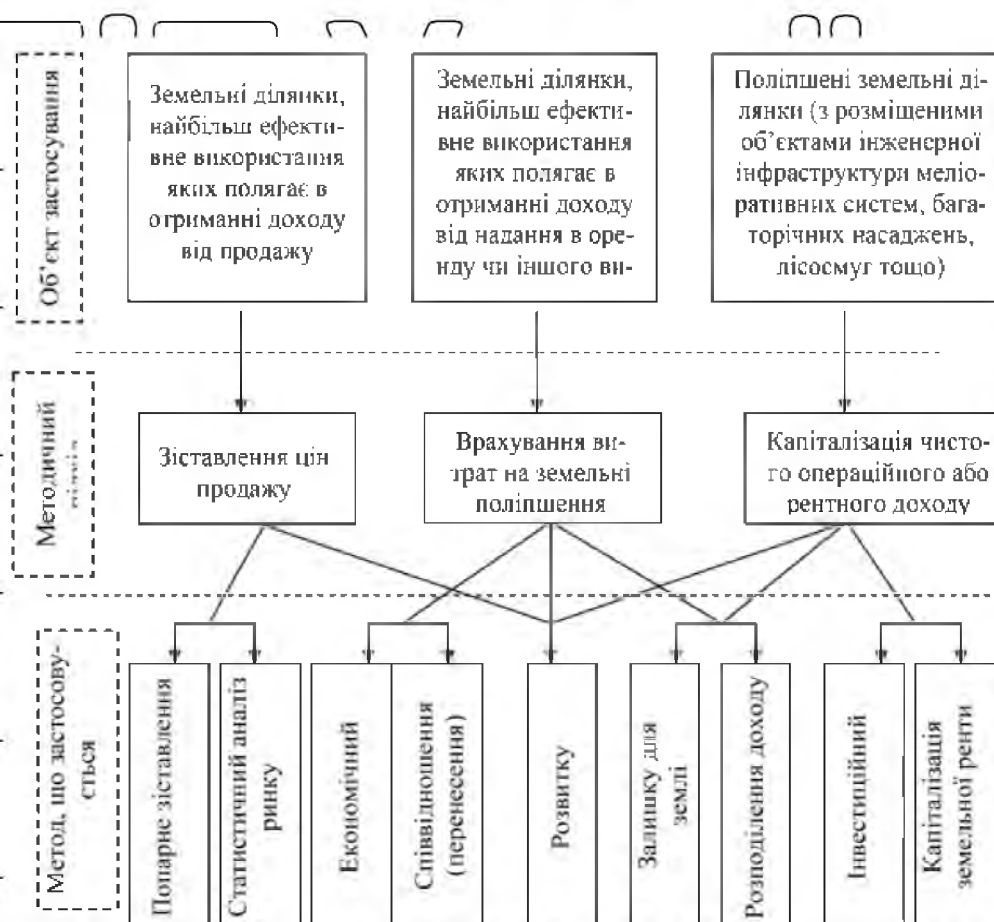 Об’єкт застосування
Земельні ділянки,
найбільш ефекти-
вне використання
яких полягає в
отриманні доходу
від продажу
Земельні ділянки,
найбільш ефекти-
вне використання
яких полягає в
отриманні доходу
від надання в оре-
нду чи іншого ви-
Поліпшені земельні ді-
лянки (з розміщеними
об’єктами інженерної
інфраструктури меліо-
ративних систем, бага-
торічних насаджень,
лісосмуг тощо)
Методичний
Зіставлення цін
продажу
Врахування ви-
трат на земельні
поліпшення
Капіталізація чисто-
го операційного або
рентного доходу
Метод, що застосову-
ється
Попарне зіставлення
Статистичний аналіз
ринку
Економічний
Співвідношення
(перенесення)
Розвитку
Залишку для
землі
Розподілення доходу
Інвестиційний
Капіталізація
земельної ренти